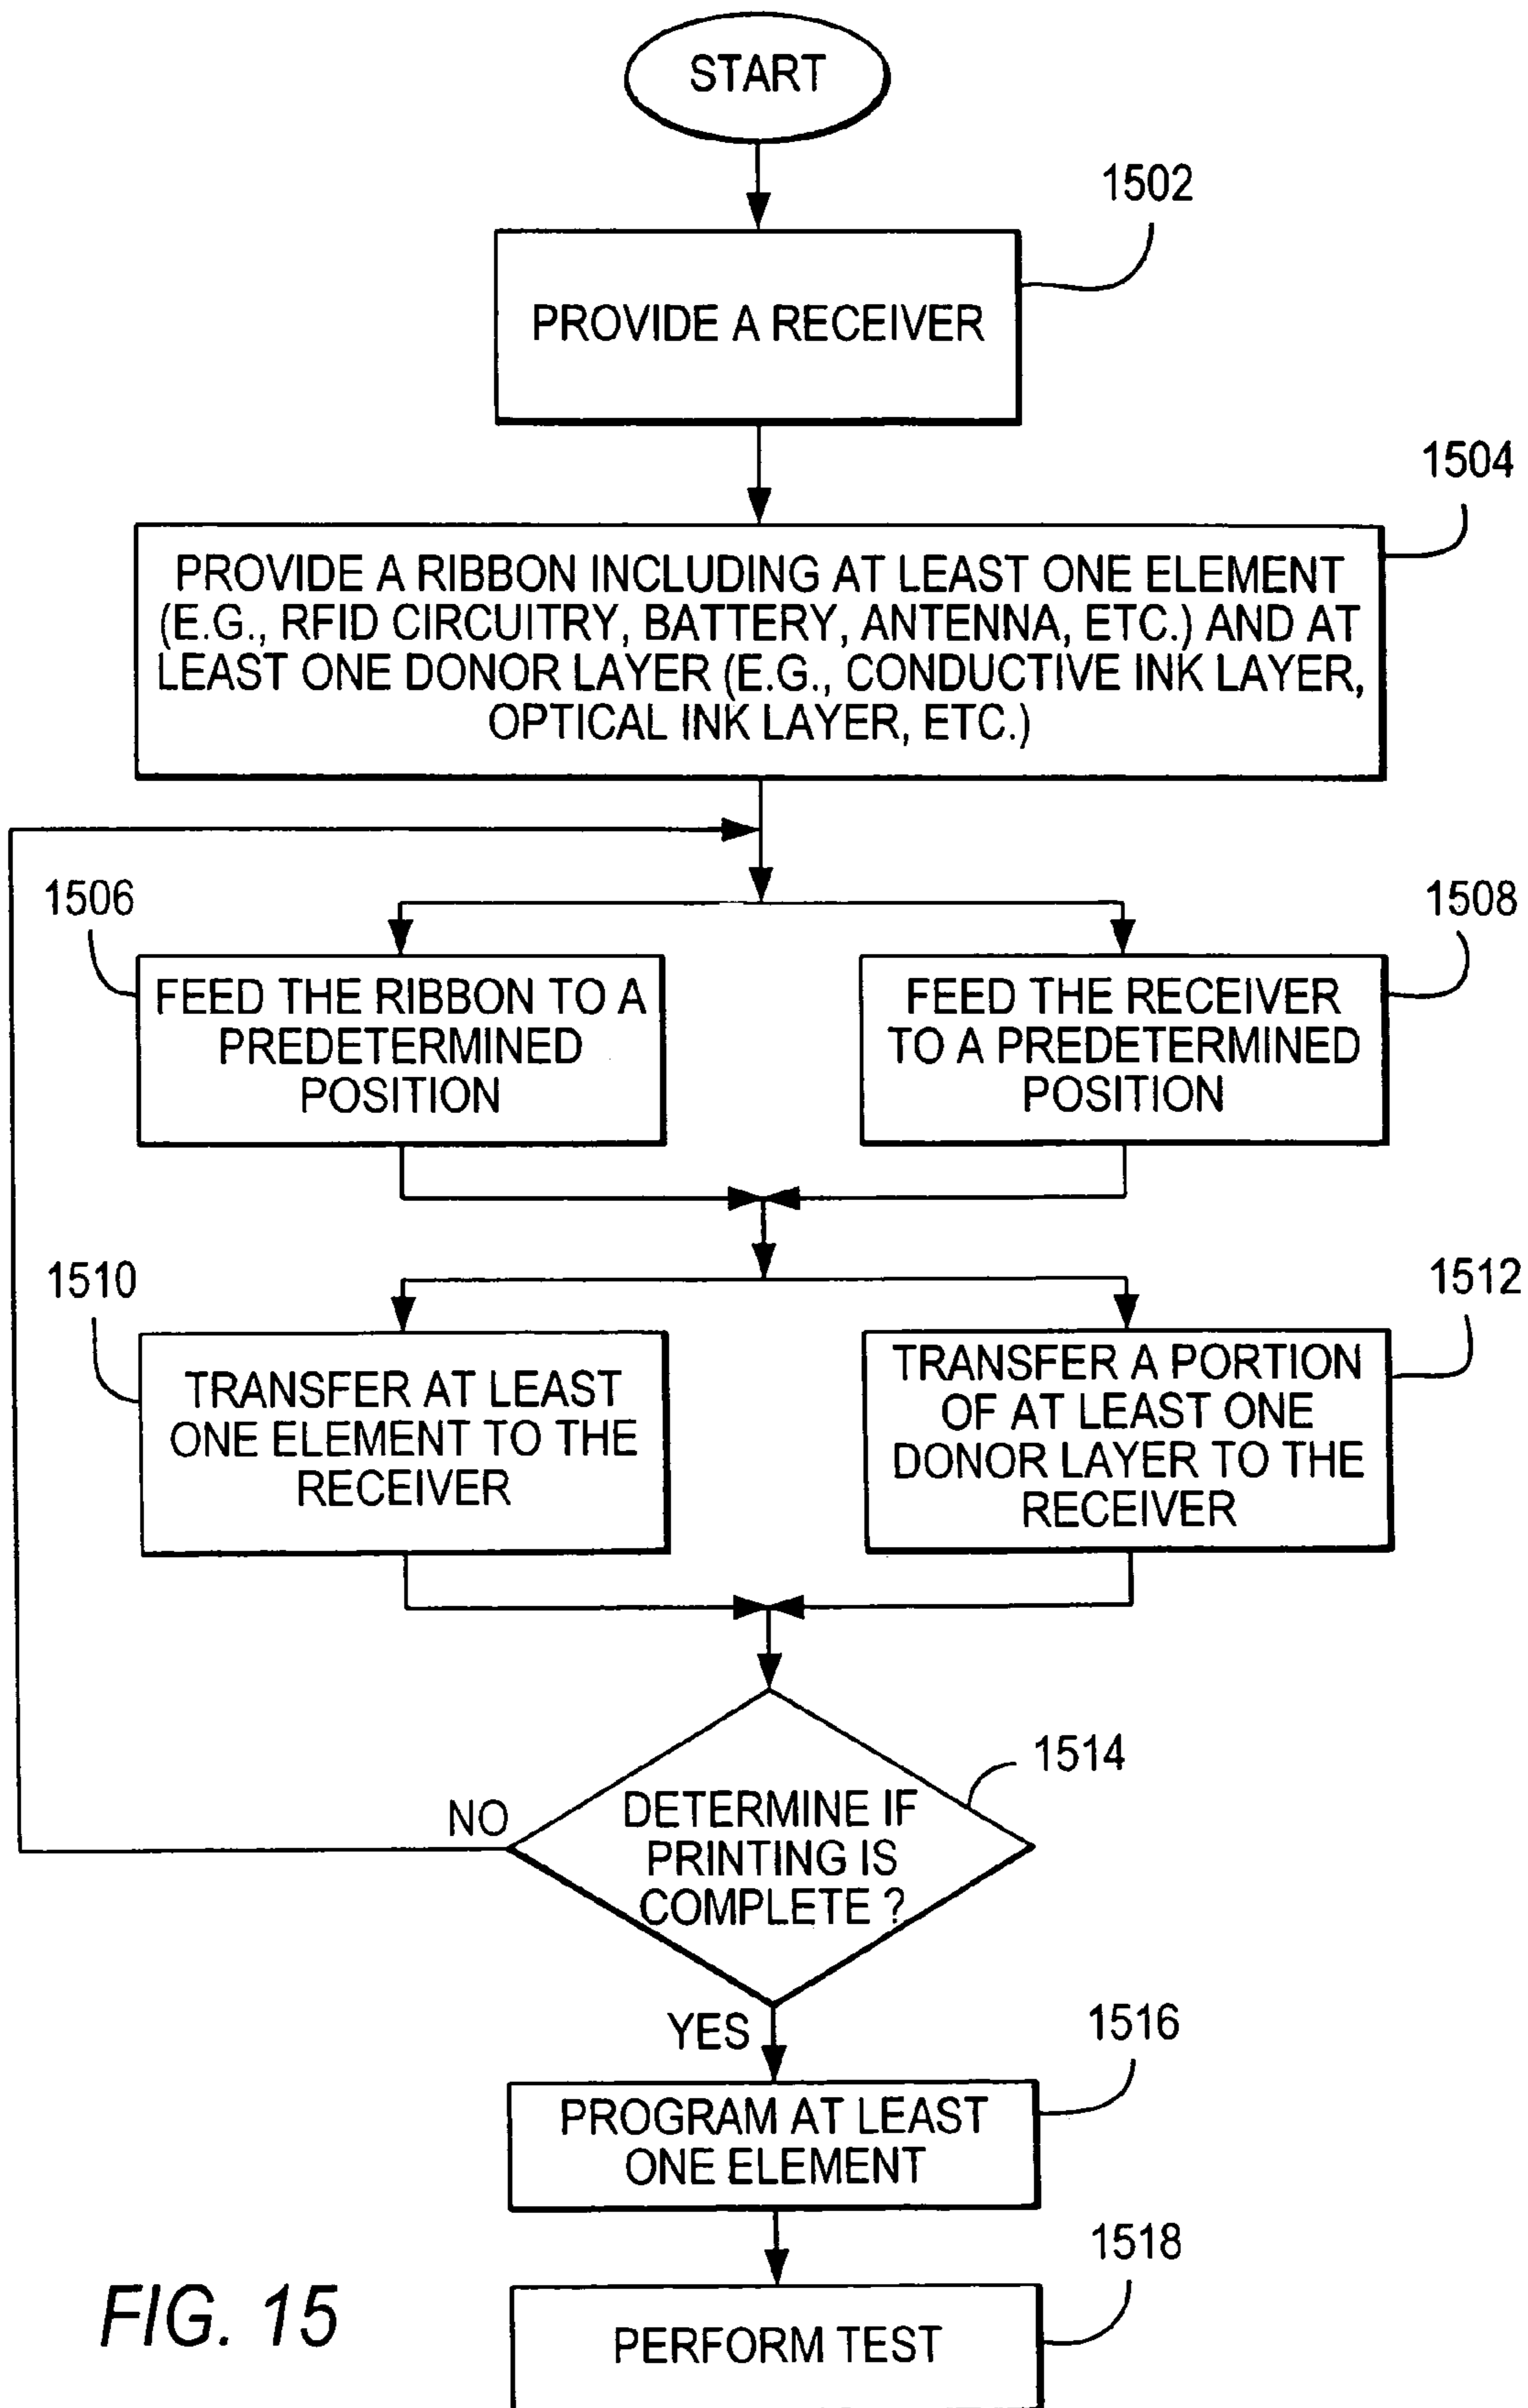 START
1502
PROVIDE A RECEIVER
1504
PROVIDE A RIBBON INCLUDING AT LEAST ONE ELEMENT
(E.G., RFID CIRCUITRY, BATTERY, ANTENNA, ETC.) AND AT
LEAST ONE DONOR LAYER (E.G., CONDUCTIVE INK LAYER,
OPTICAL INK LAYER, ETC.)
1506
FEED THE RIBBON TO A
PREDETERMINED
POSITION
1508
FEED THE RECEIVER
TO A PREDETERMINED
POSITION
1510
TRANSFER AT LEAST
ONE ELEMENT TO THE
RECEIVER
1512
TRANSFER A PORTION
OF AT LEAST ONE
DONOR LAYER TO THE
RECEIVER
1514
DETERMINE IF
PRINTING IS
COMPLETE ?
NO
YES
1516
PROGRAM AT LEAST
ONE ELEMENT
1518
PERFORM TEST
FIG. 15